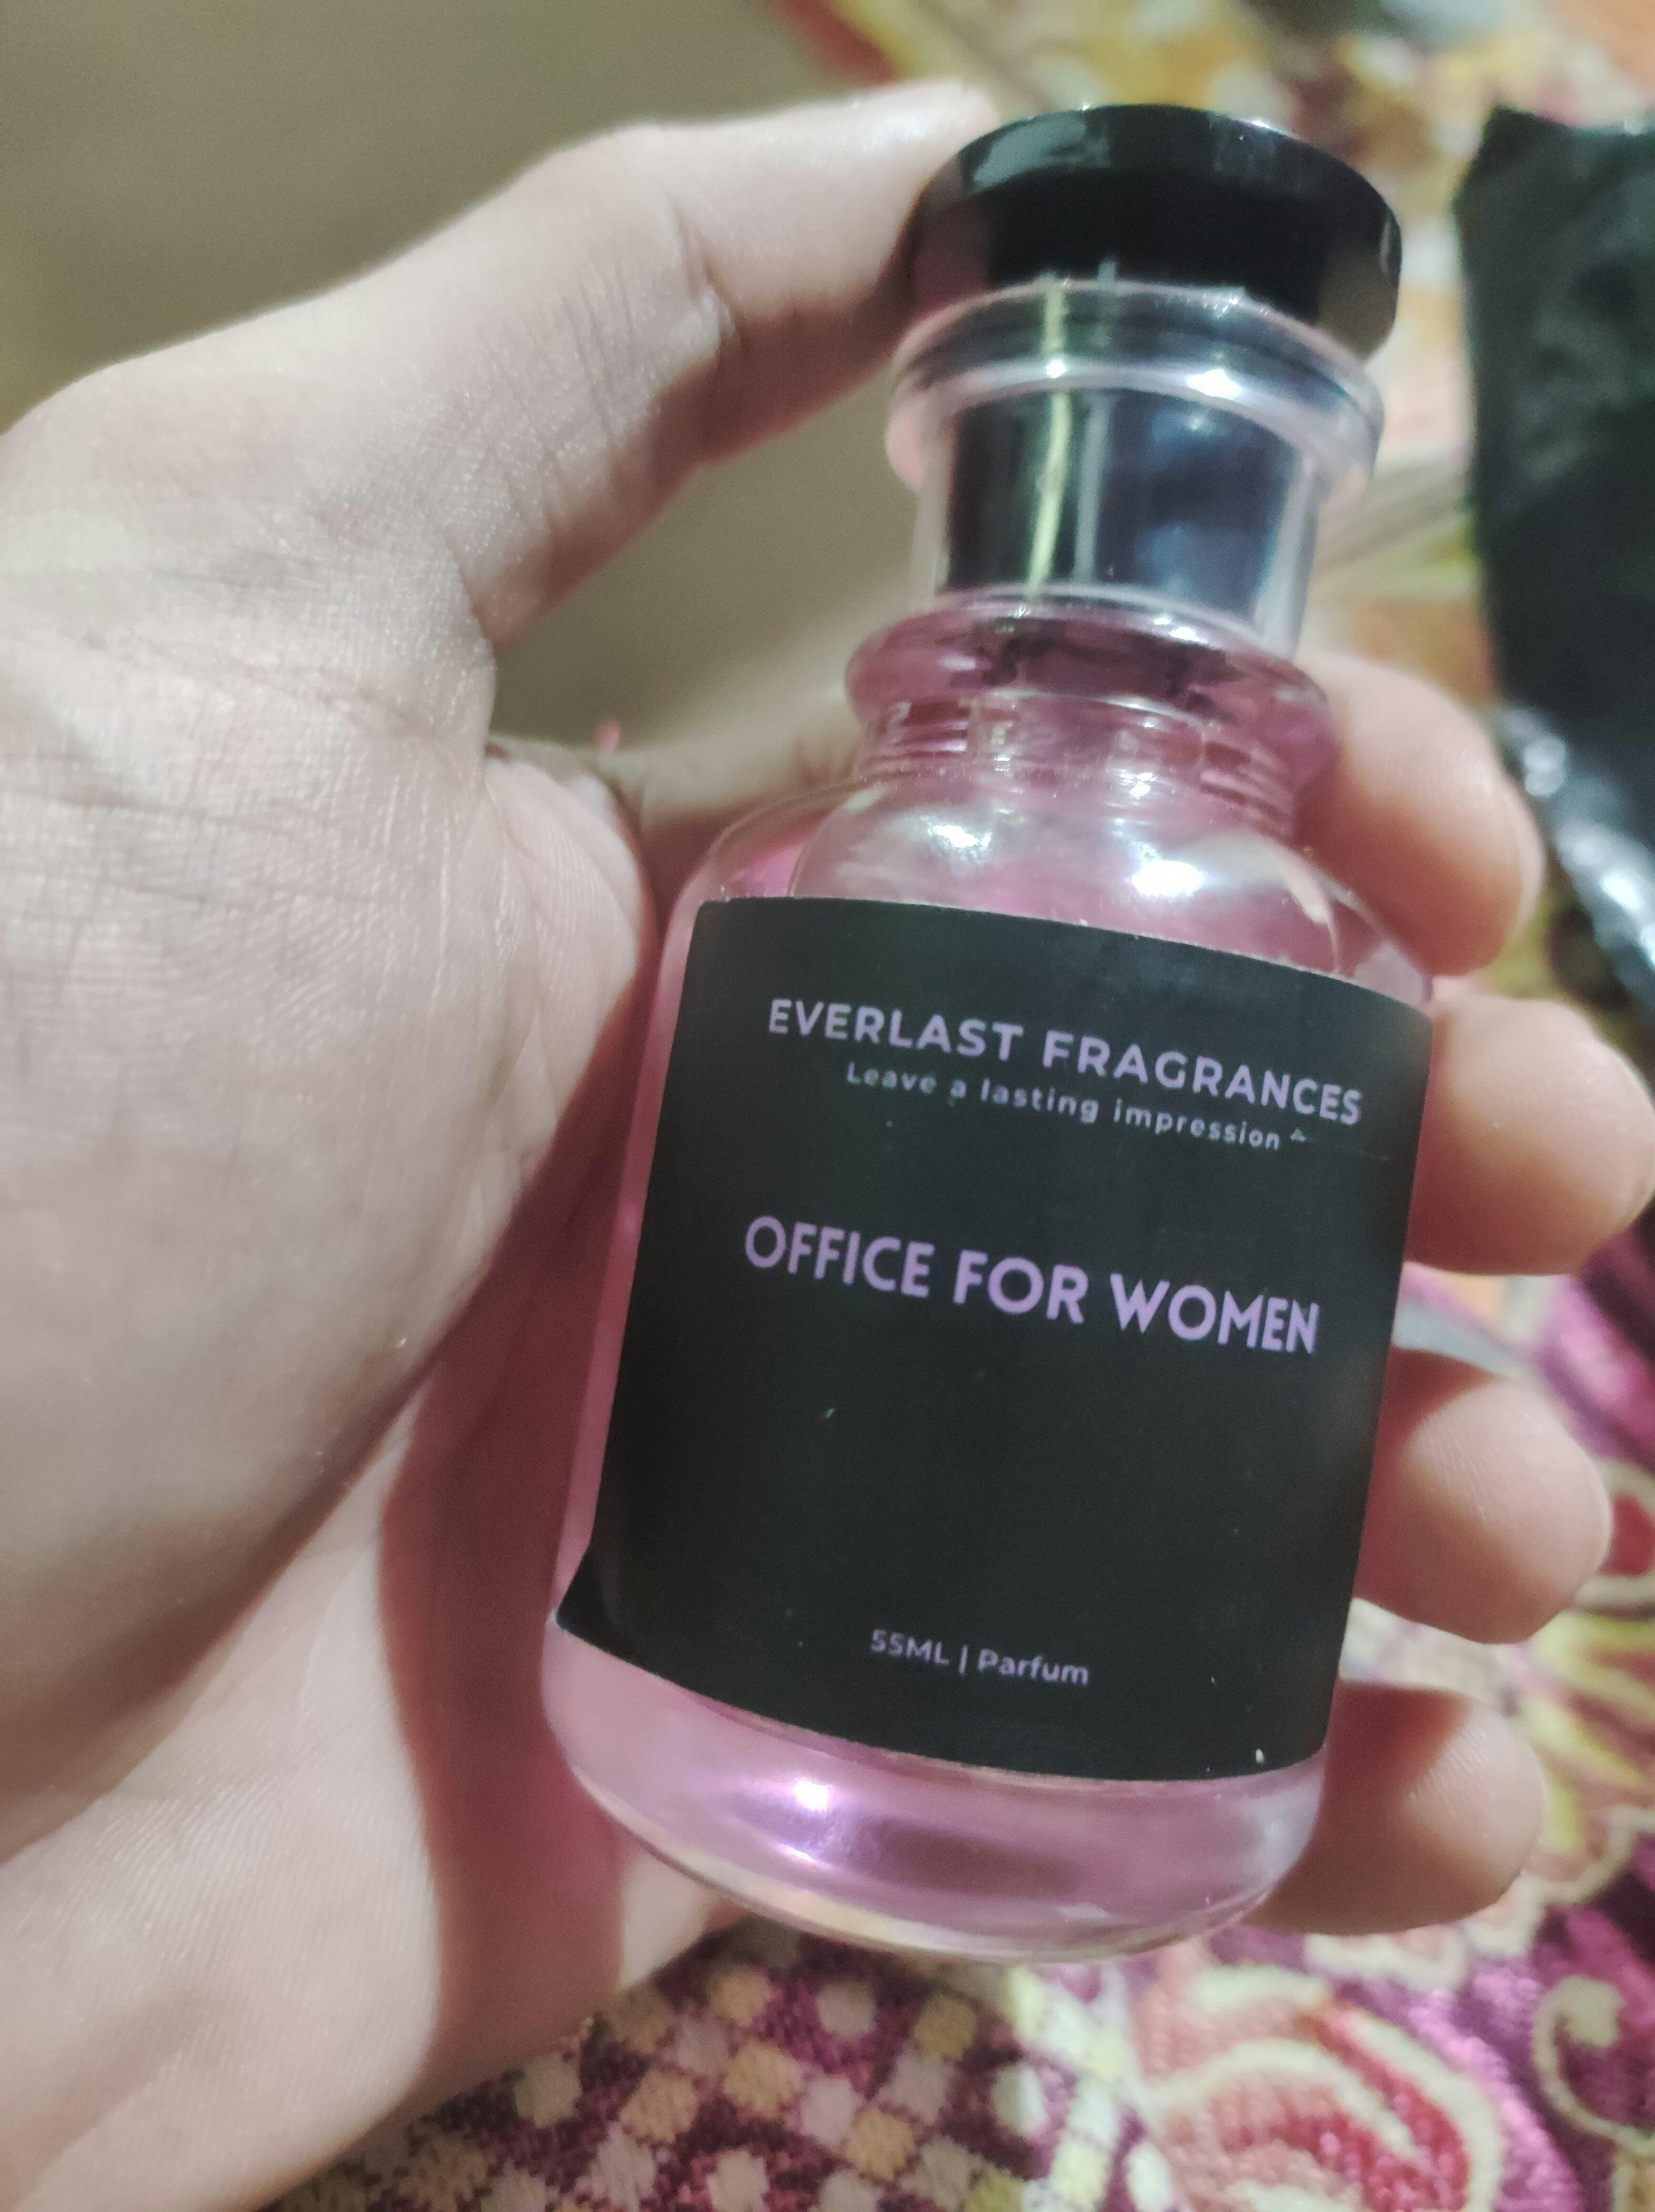 EVERLAST FRAGRANCES
Leave a lasting impression
OFFICE FOR WOMEN
55ML | Parfum